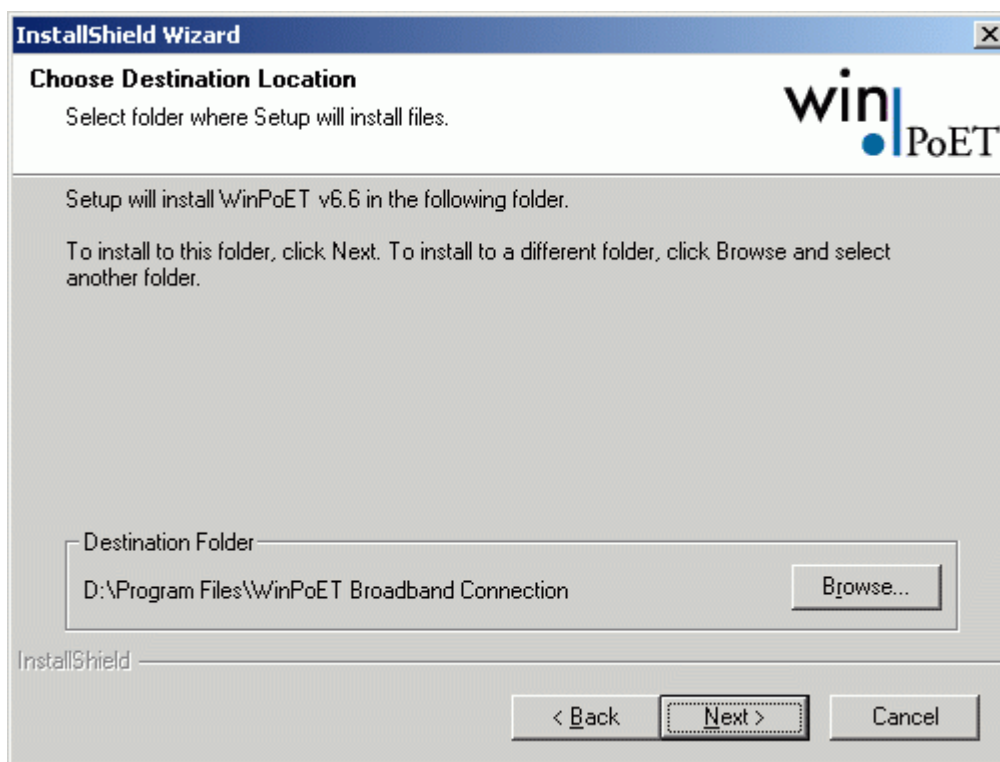 InstallShield Wizard
Choose Destination Location
Select folder where Setup will install files.
win
PoET
Setup will install WinPoET v6.6 in the following folder.
To install to this folder, click Next. To install to a different folder, click Browse and select
another folder.
Destination Folder
D:\Program Files\WinPoET Broadband Connection
Browse...
InstallShield
< Back
Next >
Cancel